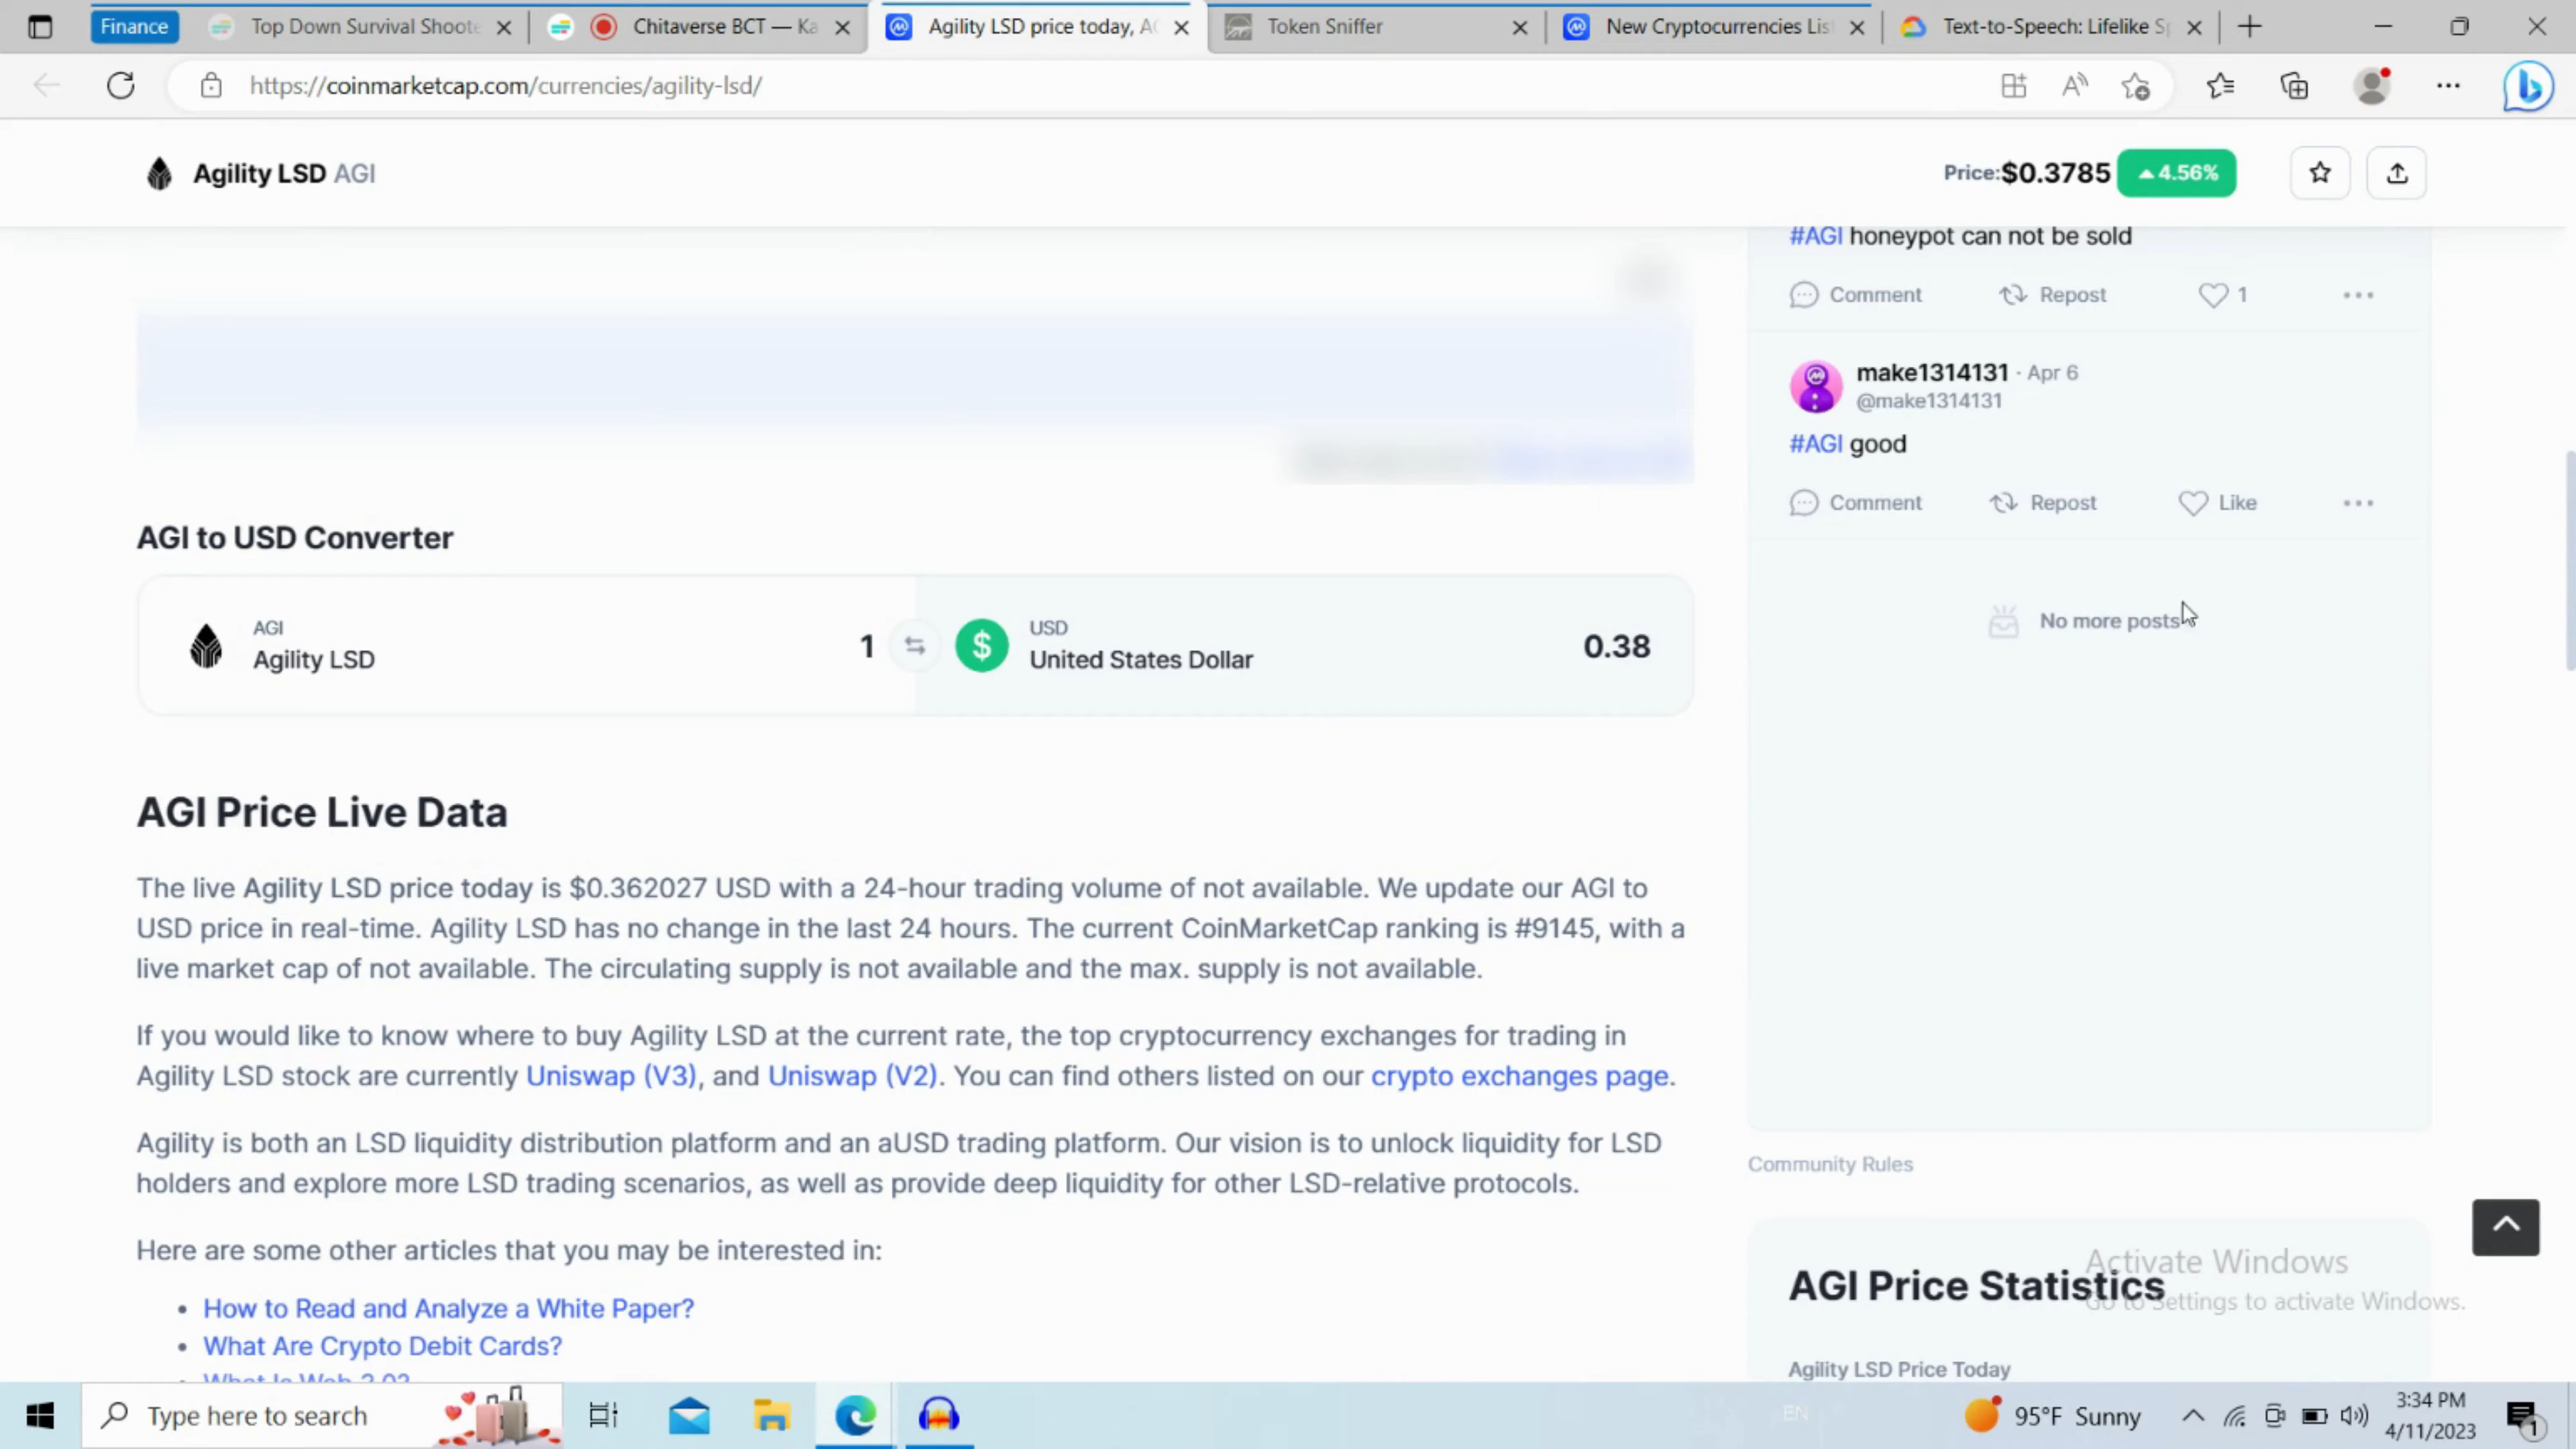 Finance
Top Down Survival Shoote
Chitaverse BCT — Ka
Agility LSD price today, AG
Token Sniffer
New Cryptocurrencies List
Text-to-Speech: Lifelike Sp
https://coinmarketcap.com/currencies/agility-lsd/
Agility LSD AGI
Price:$0.3785 4.56%
#AGI honeypot can not be sold
Comment Repost 1
make1314131 · Apr 6
@make1314131
#AGI good
Comment Repost Like
No more posts
AGI to USD Converter
AGI
Agility LSD
1
USD
United States Dollar
0.38
AGI Price Live Data
The live Agility LSD price today is $0.362027 USD with a 24-hour trading volume of not available. We update our AGI to
USD price in real-time. Agility LSD has no change in the last 24 hours. The current CoinMarketCap ranking is #9145, with a
live market cap of not available. The circulating supply is not available and the max. supply is not available.
If you would like to know where to buy Agility LSD at the current rate, the top cryptocurrency exchanges for trading in
Agility LSD stock are currently Uniswap (V3), and Uniswap (V2). You can find others listed on our crypto exchanges page.
Agility is both an LSD liquidity distribution platform and an aUSD trading platform. Our vision is to unlock liquidity for LSD
holders and explore more LSD trading scenarios, as well as provide deep liquidity for other LSD-relative protocols.
Here are some other articles that you may be interested in:
How to Read and Analyze a White Paper?
What Are Crypto Debit Cards?
Community Rules
AGI Price Statistics
Agility LSD Price Today
Activate Windows
Go to Settings to activate Windows.
Type here to search
EN
95°F Sunny
3:34 PM
4/11/2023
1